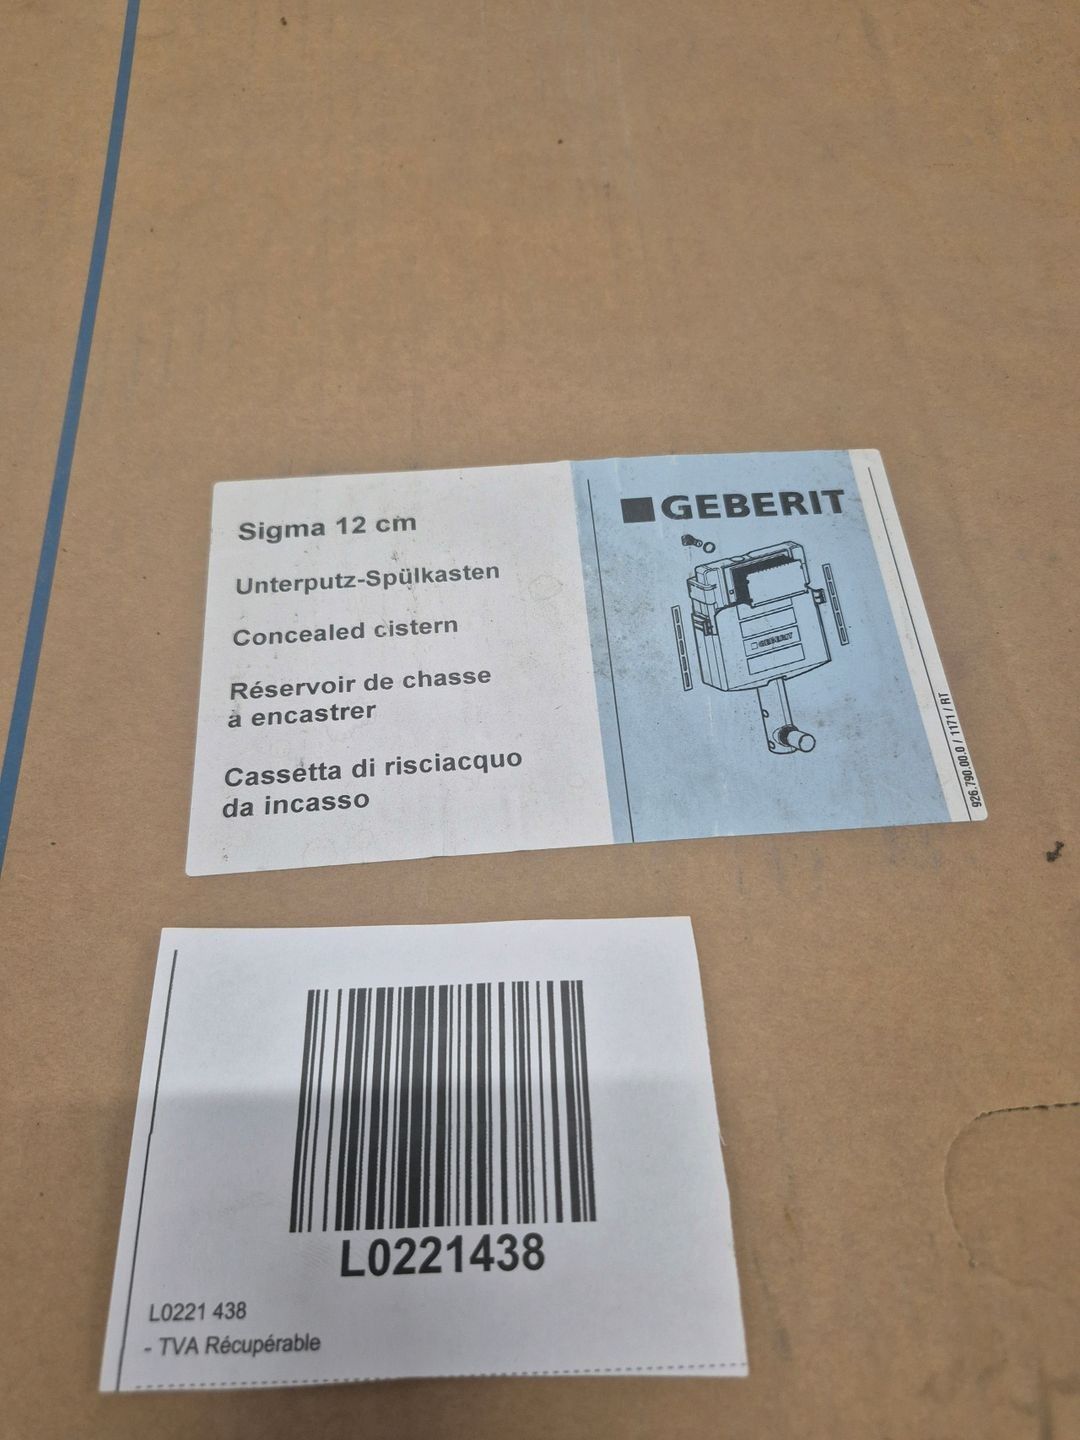 Sigma 12 cm
Unterputz-Spülkasten
Concealed cistern
Réservoir de chasse
à encastrer
Cassetta di risciacquo
da incasso
GEBERIT
GEBERIT
926.790.00.0 / 1171 / RT
L0221438
L0221 438
- TVA Récupérable